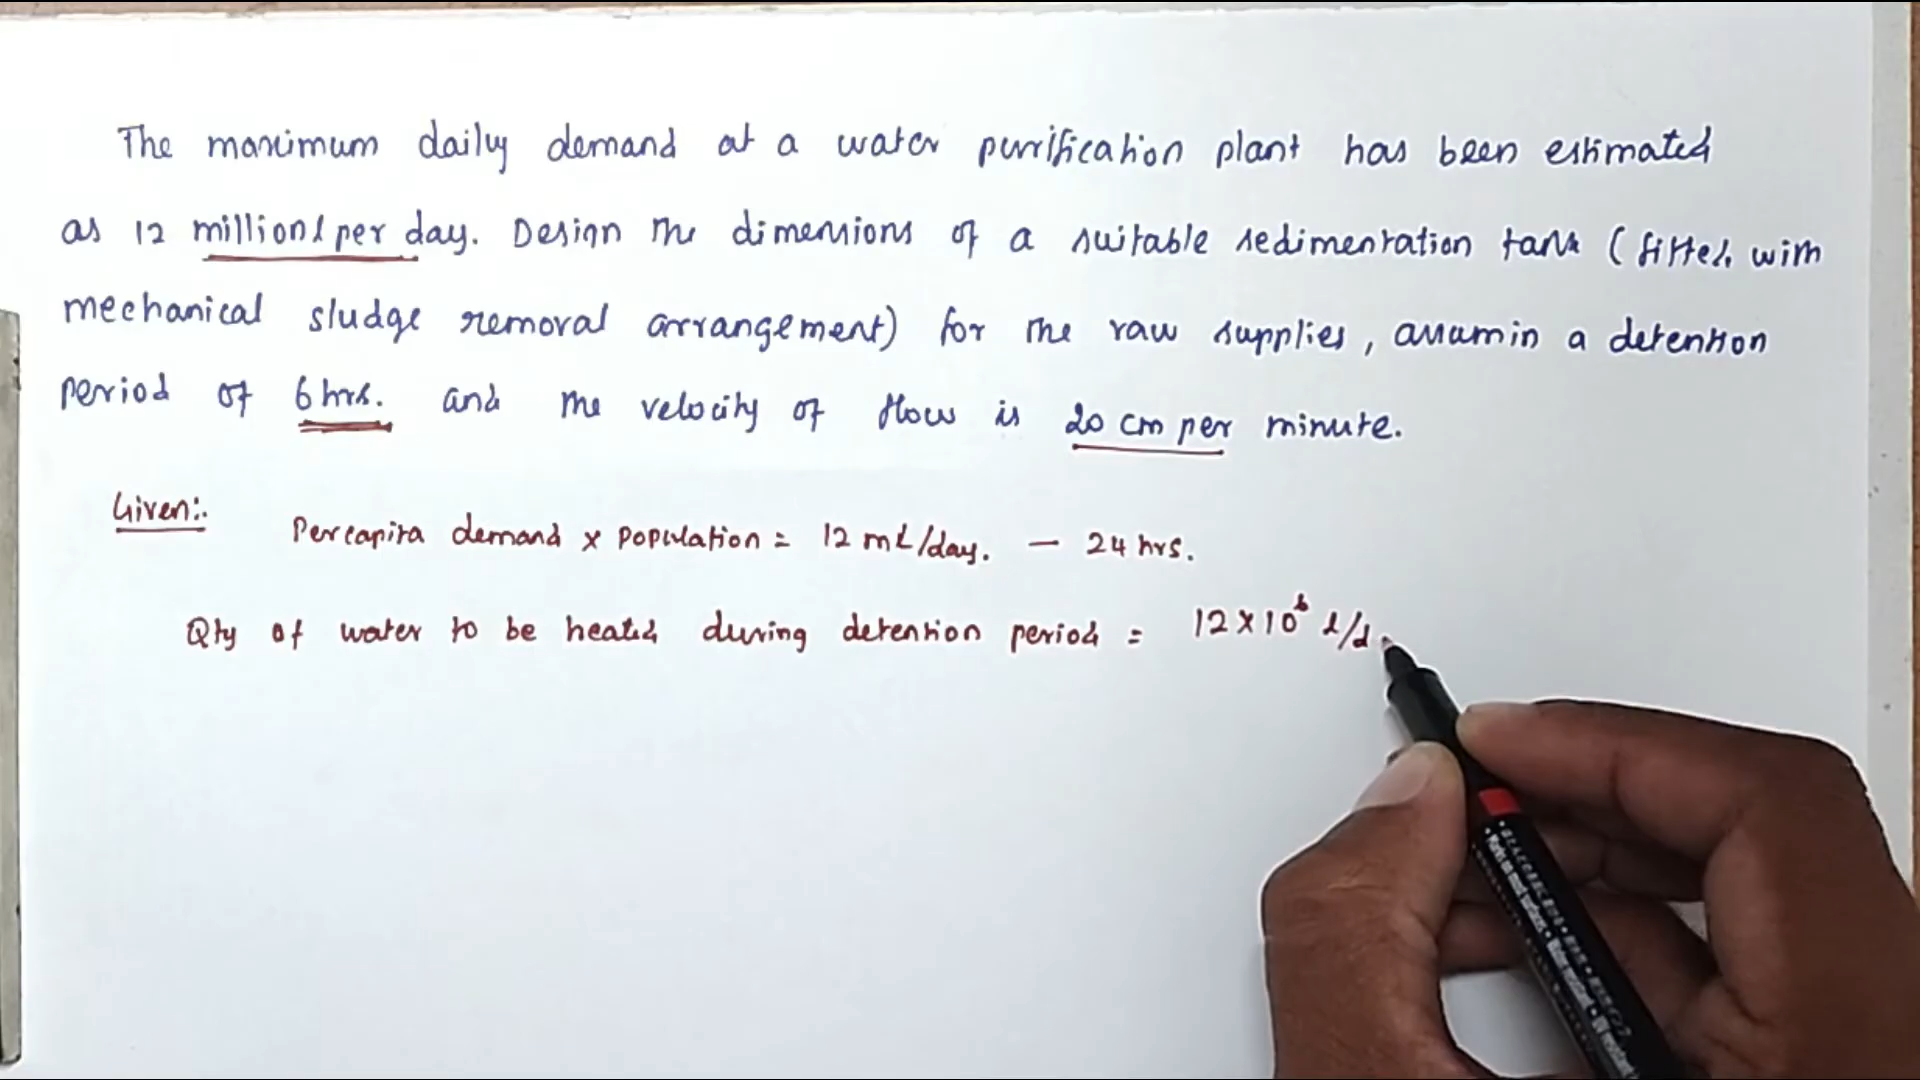 The maximum daily demand at a water purification plant has been estimated
as 12 million l per day. Design the dimensions of a suitable sedimentation tank (fitted with
mechanical sludge removal arrangement) for the raw supplies, assumin a detention
period of 6 hrs. and the velocity of flow is 20 cm per minute.
Given:.
Percapita demand x population = 12 ml/day. - 24 hrs.
Qty of water to be heated during detention period = 12 x 10⁶ l/d